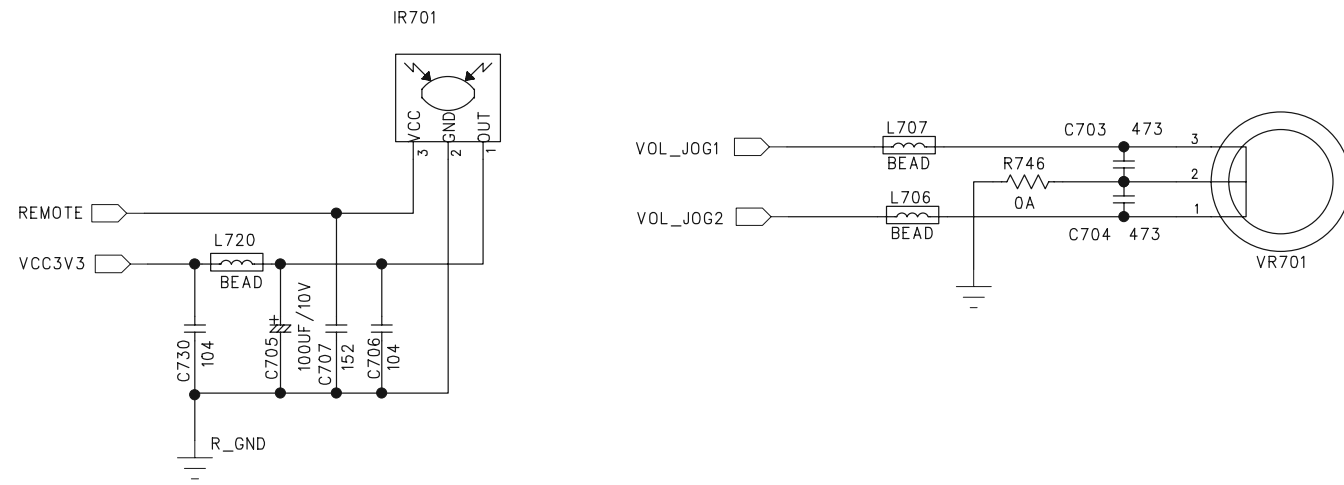 IR701
VCC
GND
OUT
3
2
1
REMOTE
L720
VCC3V3
BEAD
C730
104
+
C705
100UF/10V
C707
152
C706
104
R_GND
L707
C703 473
VOL_JOG1
3
BEAD
R746
2
L706
0A
VOL_JOG2
1
BEAD
C704 473
VR701